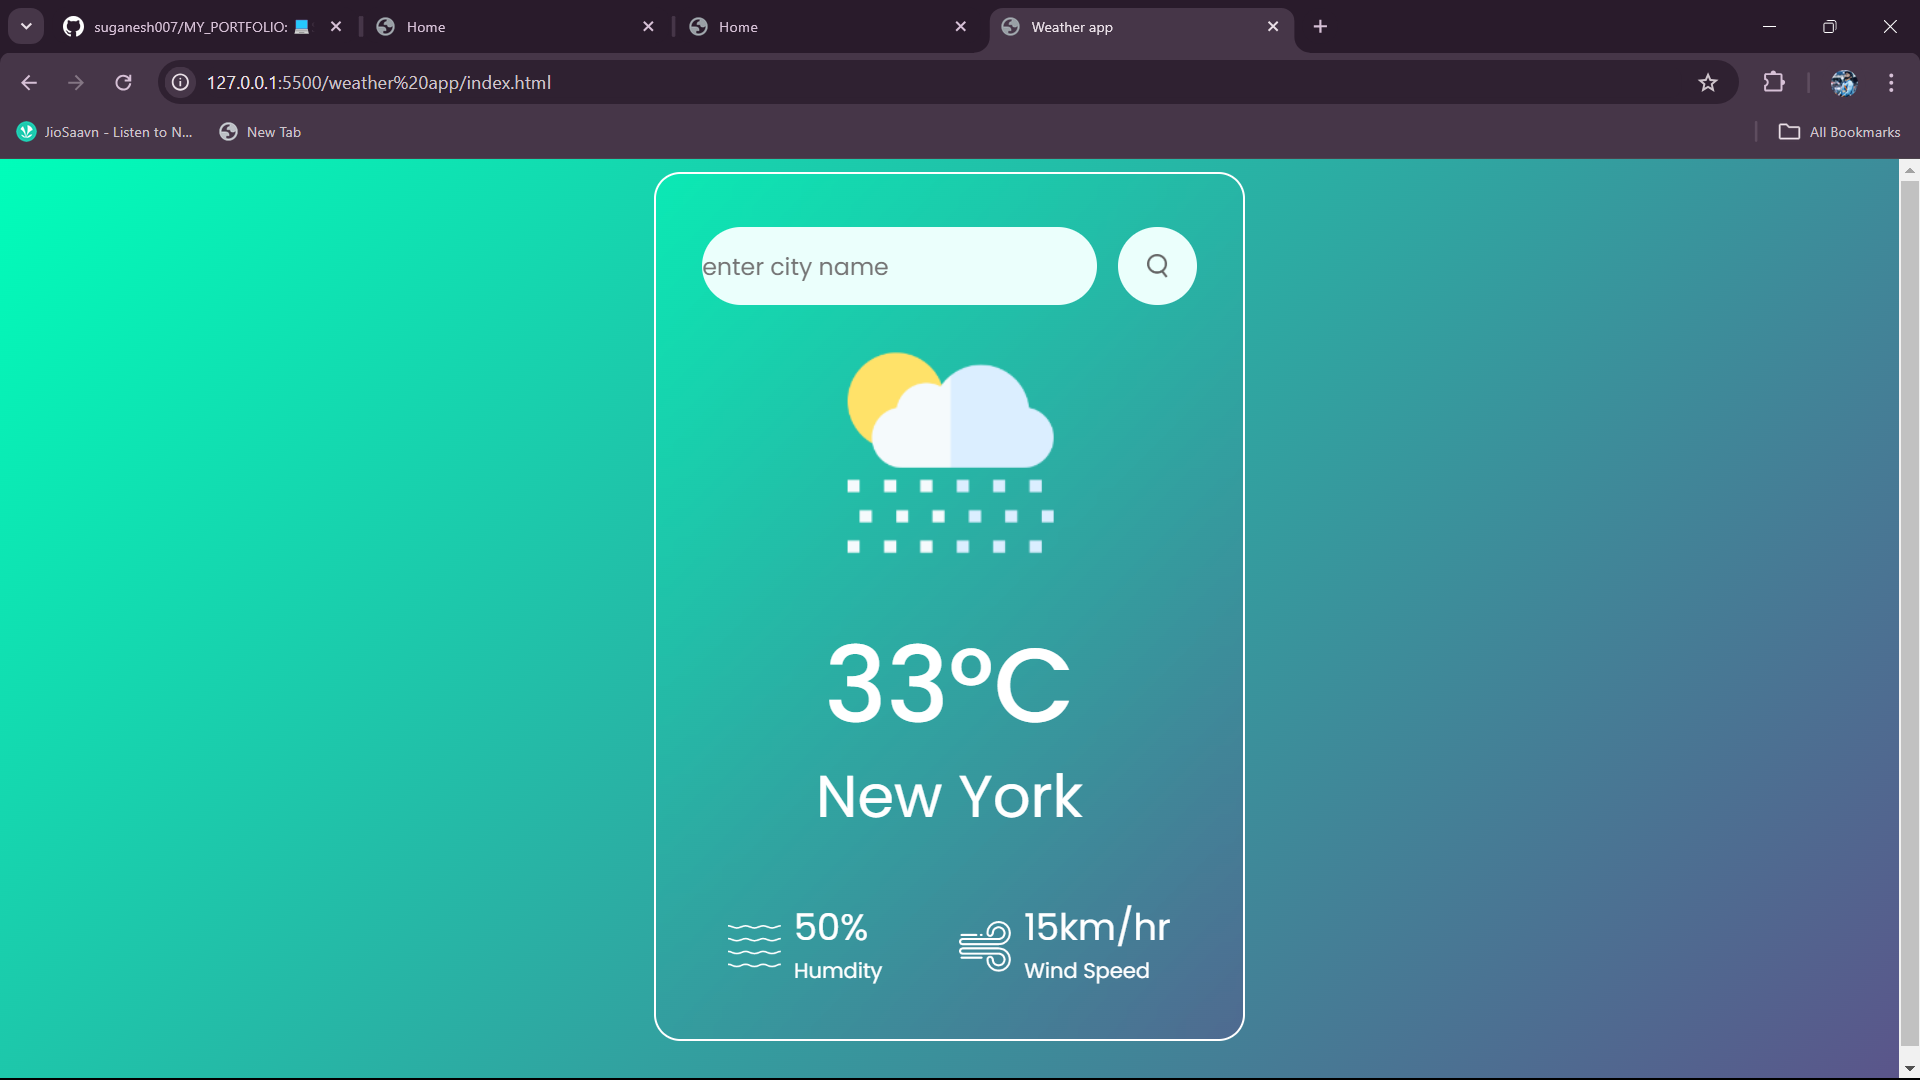 suganesh007/MY_PORTFOLIO: 💻
Home
Home
Weather app
127.0.0.1:5500/weather%20app/index.html
JioSaavn - Listen to N...
New Tab
All Bookmarks
enter city name
33°C
New York
50%
Humdity
15km/hr
Wind Speed